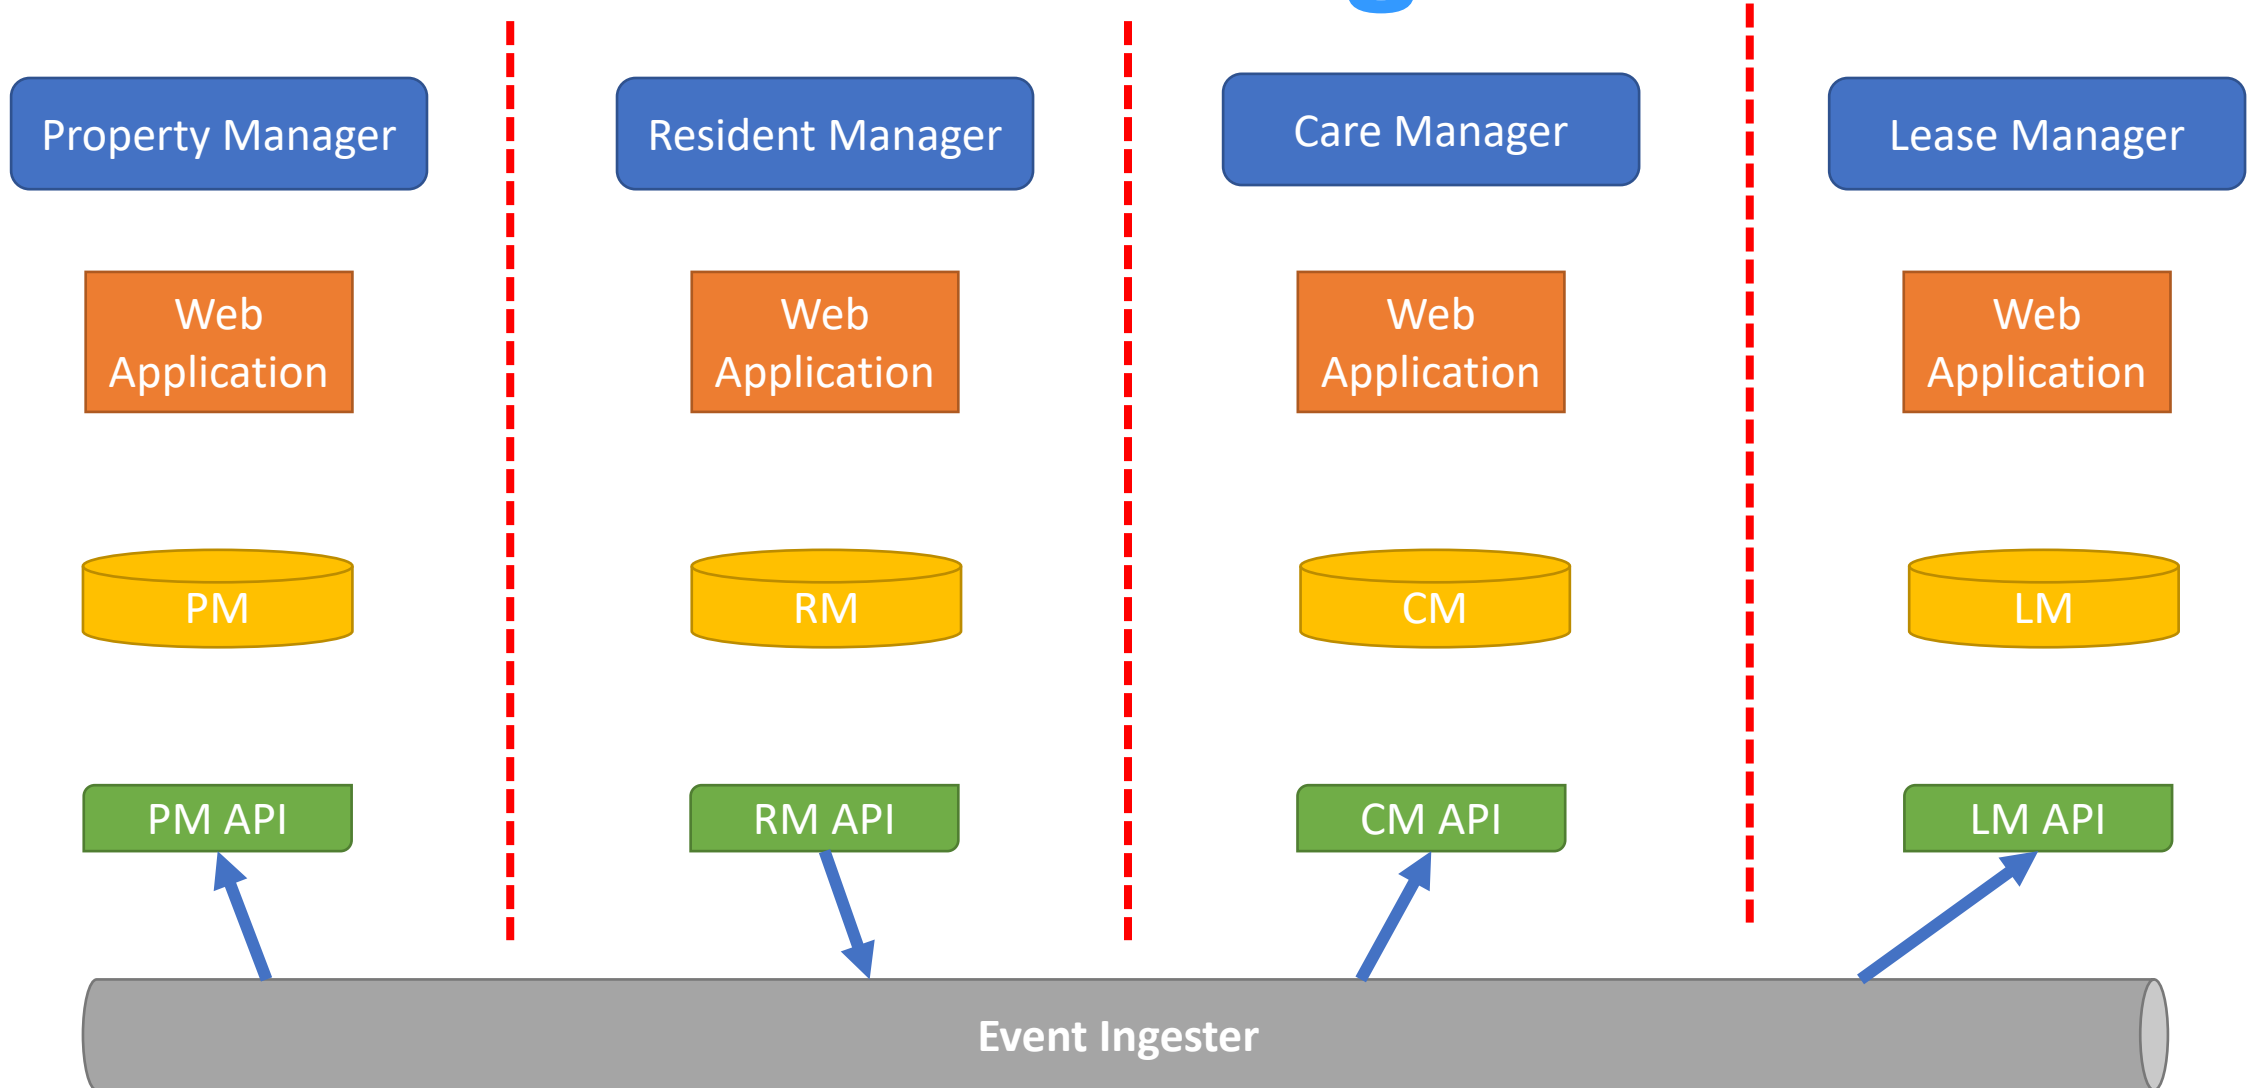 Property Manager
Resident Manager
Care Manager
Lease Manager
Web
Application
Web
Application
Web
Application
Web
Application
PM
RM
CM
LM
PM API
RM API
CM API
LM API
Event Ingester